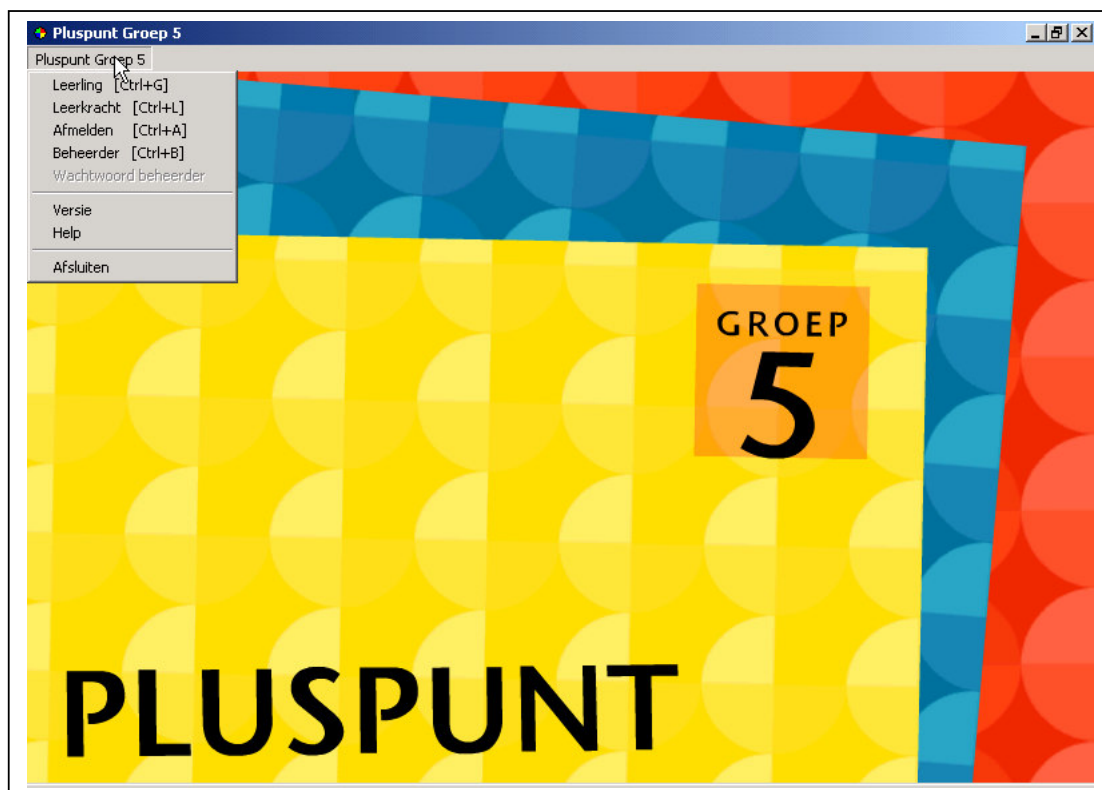 Pluspunt Groep 5
Pluspunt Groep 5
Leerling [Ctrl+G]
Leerkracht [Ctrl+L]
Afmelden [Ctrl+A]
Beheerder [Ctrl+B]
Wachtwoord beheerder
Versie
Help
Afsluiten
GROEP
5
PLUSPUNT